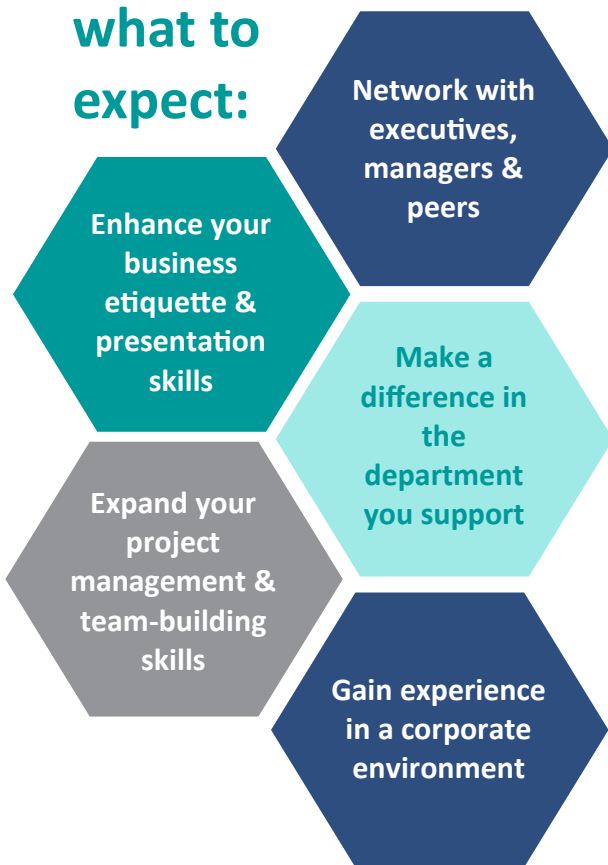 what to
expect:
Network with
executives,
managers &
peers
Enhance your
business
etiquette &
presentation
skills
Make a
difference in
the
department
you support
Expand your
project
management &
team-building
skills
Gain experience
in a corporate
environment